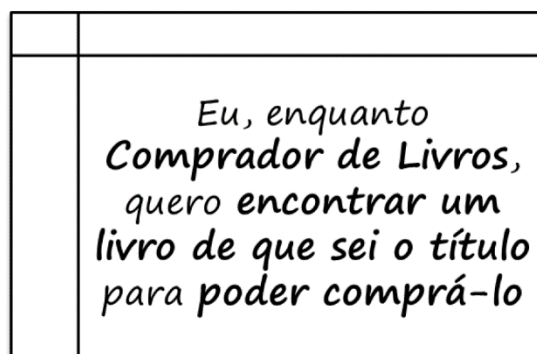 Eu, enquanto
Comprador de Livros,
quero encontrar um
livro de que sei o título
para poder comprá-lo